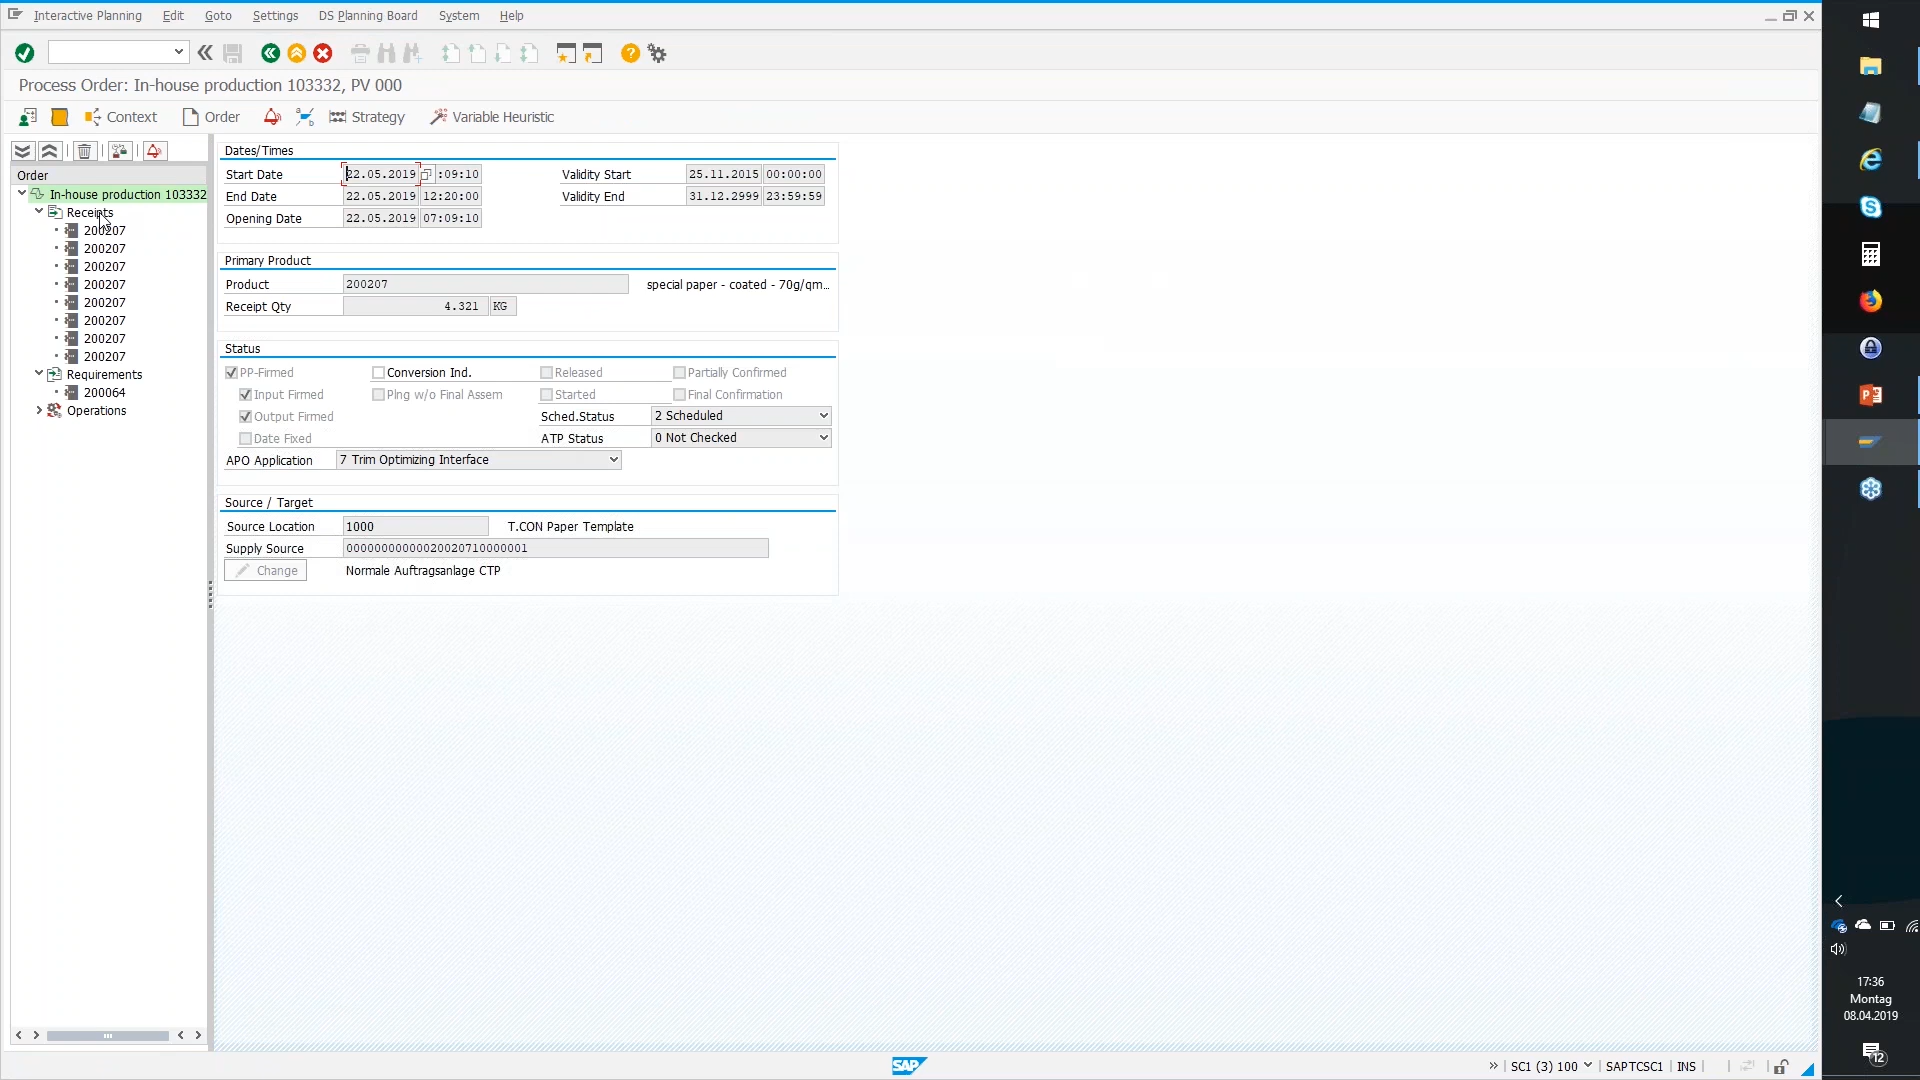 Interactive Planning Edit Goto Settings DS Planning Board System Help
Process Order: In-house production 103332, PV 000
Context Order Strategy Variable Heuristic
Order
In-house production 103332
Receipts
200207
200207
200207
200207
200207
200207
200207
200207
Requirements
200064
Operations
Dates/Times
Start Date 22.05.2019 :09:10 Validity Start 25.11.2015 00:00:00
End Date 22.05.2019 12:20:00 Validity End 31.12.2999 23:59:59
Opening Date 22.05.2019 07:09:10
Primary Product
Product 200207 special paper - coated - 70g/qm…
Receipt Qty 4.321 KG
Status
PP-Firmed Conversion Ind. Released Partially Confirmed
Input Firmed Plng w/o Final Assem Started Final Confirmation
Output Firmed Sched.Status 2 Scheduled
Date Fixed ATP Status 0 Not Checked
APO Application 7 Trim Optimizing Interface
Source / Target
Source Location 1000 T.CON Paper Template
Supply Source 00000000000020020710000001
Change Normale Auftragsanlage CTP
SAP
SC1 (3) 100 SAPTCSC1 INS
17:36
Montag
08.04.2019
12